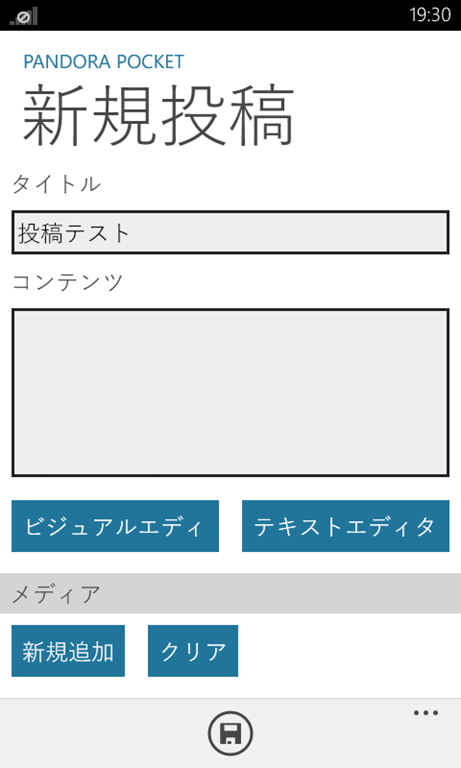 19:30
PANDORA POCKET
新規投稿
タイトル
投稿テスト
コンテンツ
ビジュアルエディ
テキストエディタ
メディア
新規追加
クリア